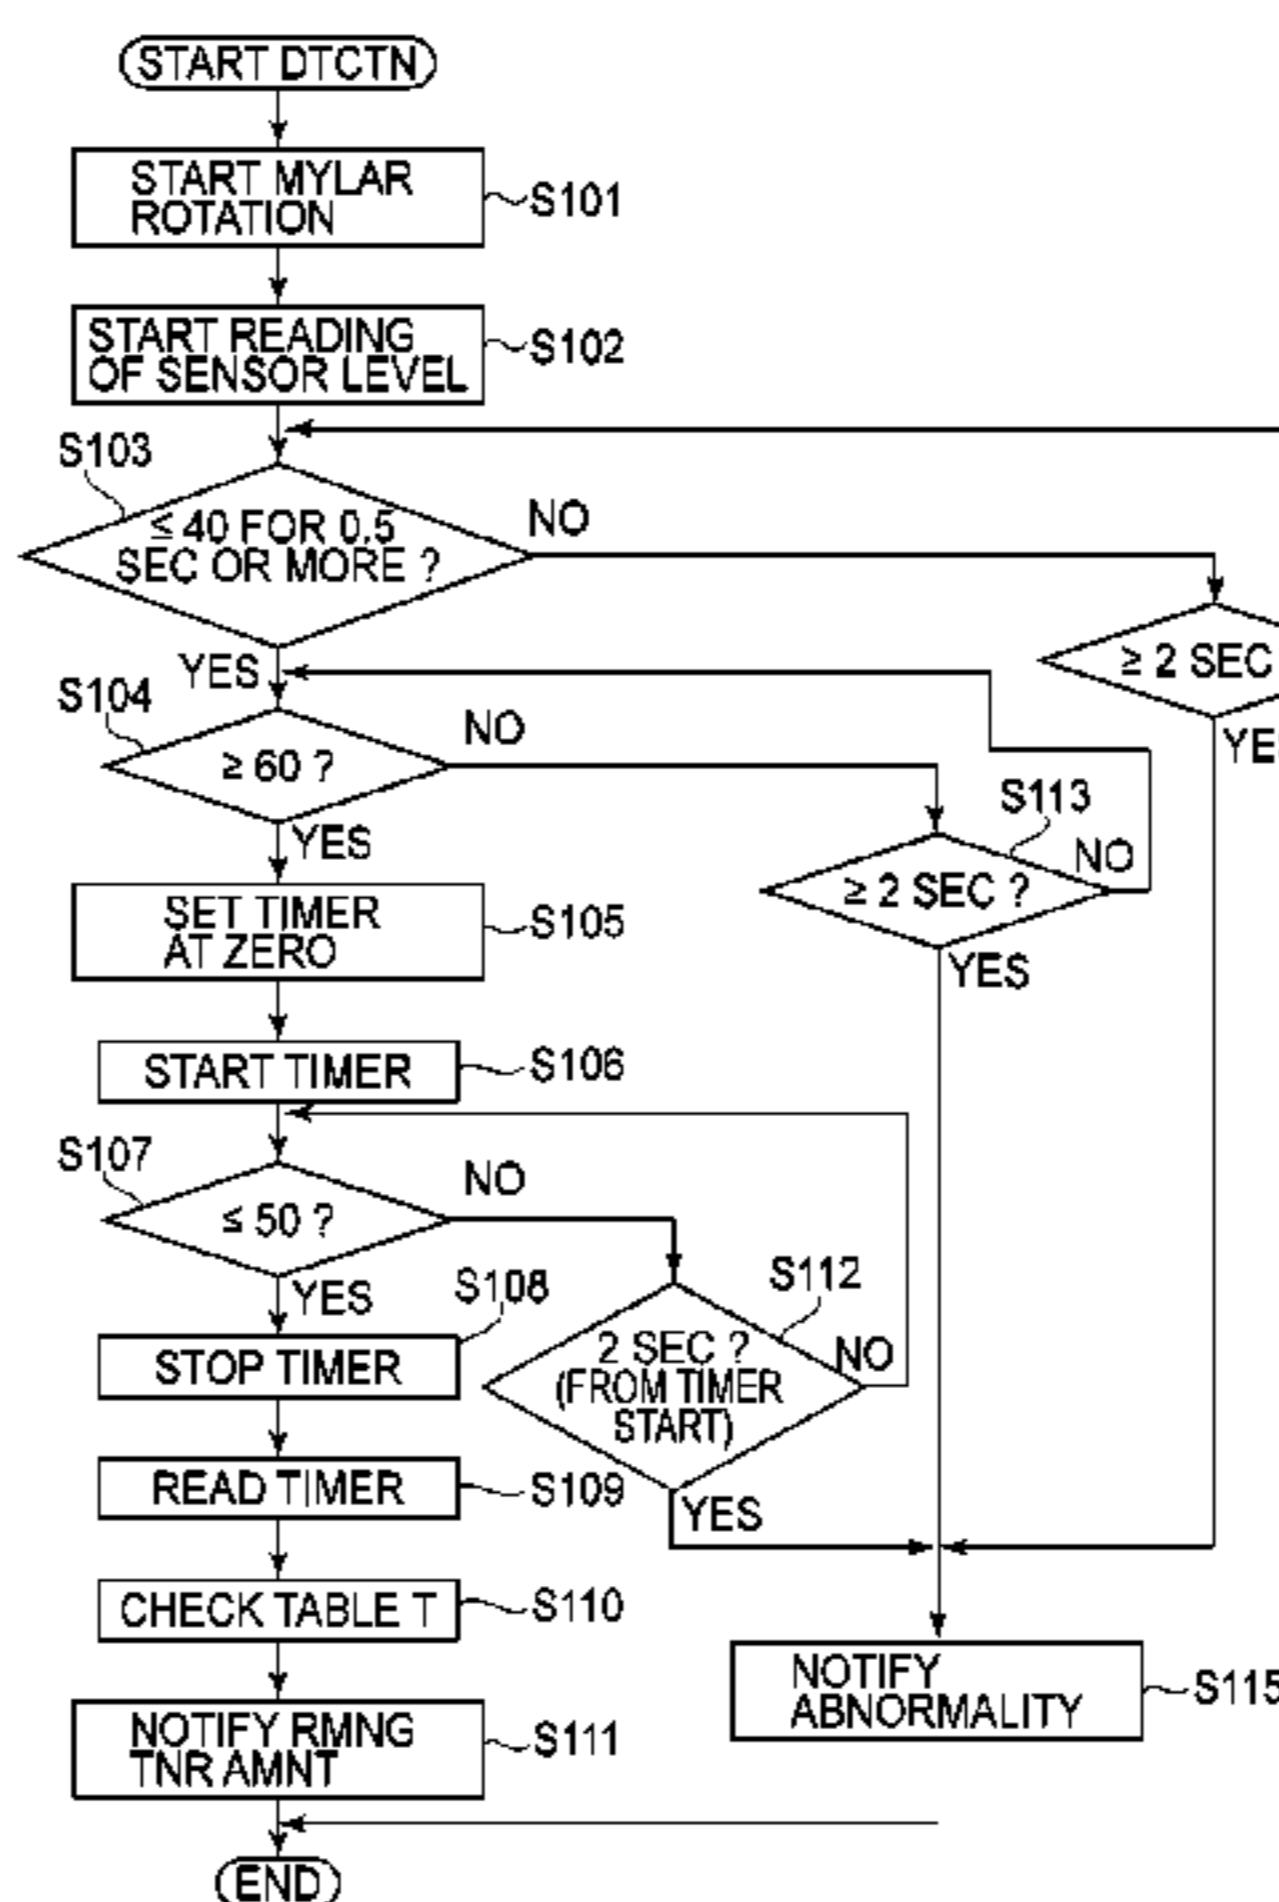 START DTCTN
START MYLAR
ROTATION
S101
START READING
OF SENSOR LEVEL
S102
S103
≤ 40 FOR 0.5
SEC OR MORE ?
NO
YES
≥ 2 SEC
S104
≥ 60 ?
NO
YES
S113
≥ 2 SEC ?
NO
YES
SET TIMER
AT ZERO
S105
START TIMER
S106
S107
≤ 50 ?
NO
YES
S112
2 SEC ?
(FROM TIMER
START)
NO
YES
S108
STOP TIMER
READ TIMER
S109
CHECK TABLE T
S110
NOTIFY RMNG
TNR AMNT
S111
NOTIFY
ABNORMALITY
S115
END